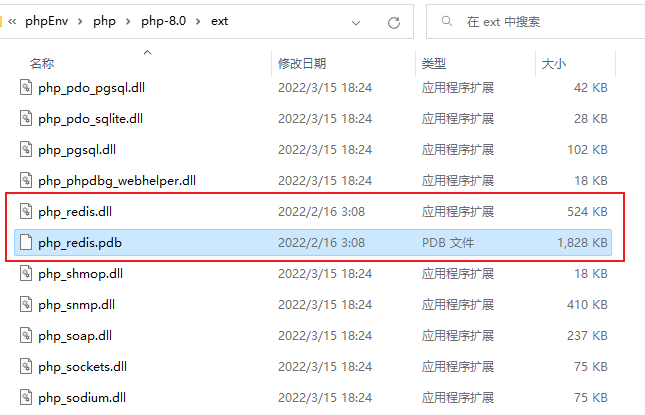 « phpEnv › php › php-8.0 › ext
在 ext 中搜索
名称 修改日期 类型 大小
php_pdo_pgsql.dll 2022/3/15 18:24 应用程序扩展 42 KB
php_pdo_sqlite.dll 2022/3/15 18:24 应用程序扩展 28 KB
php_pgsql.dll 2022/3/15 18:24 应用程序扩展 102 KB
php_phpdbg_webhelper.dll 2022/3/15 18:24 应用程序扩展 18 KB
php_redis.dll 2022/2/16 3:08 应用程序扩展 524 KB
php_redis.pdb 2022/2/16 3:08 PDB 文件 1,828 KB
php_shmop.dll 2022/3/15 18:24 应用程序扩展 18 KB
php_snmp.dll 2022/3/15 18:24 应用程序扩展 410 KB
php_soap.dll 2022/3/15 18:24 应用程序扩展 237 KB
php_sockets.dll 2022/3/15 18:24 应用程序扩展 75 KB
php_sodium.dll 2022/3/15 18:24 应用程序扩展 75 KB